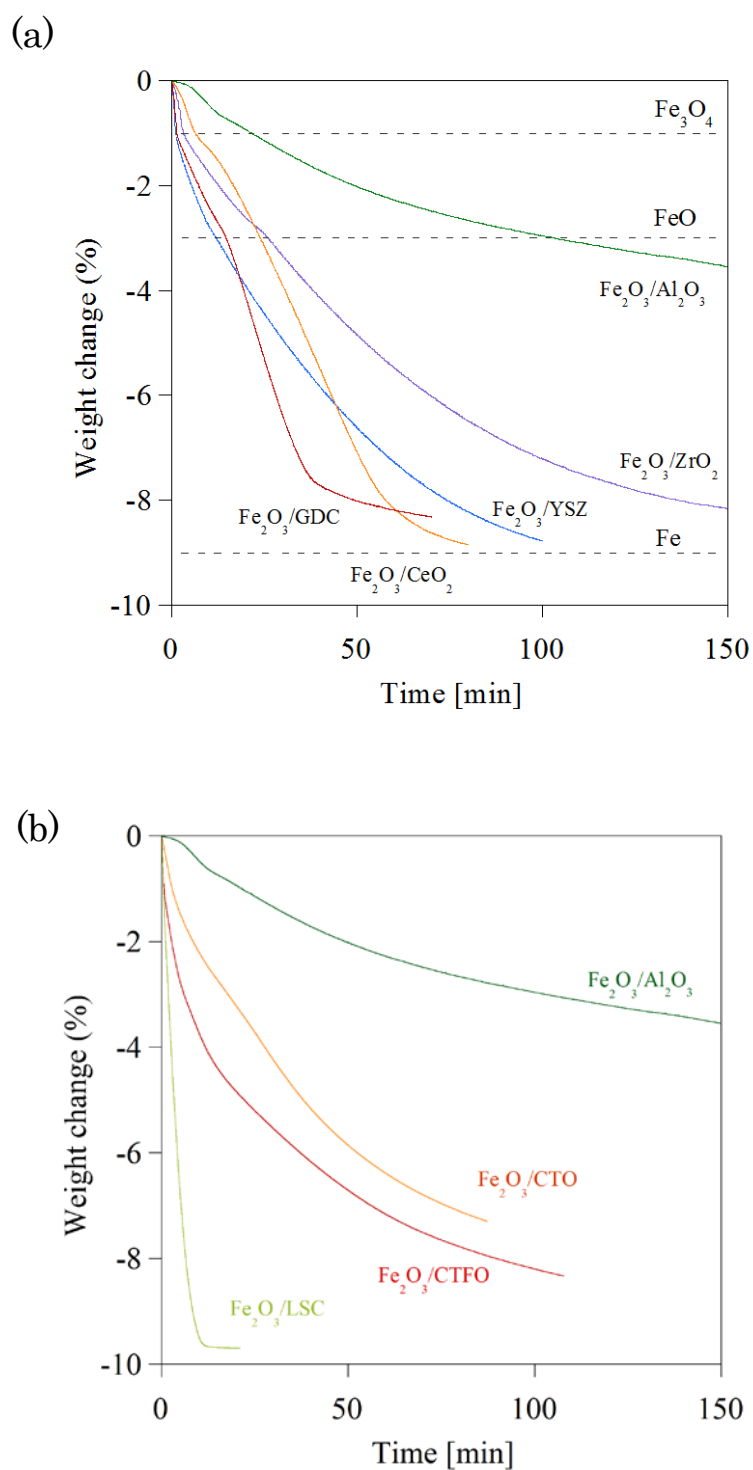 (a)
0
-2
-4
-6
-8
-10
Weight change (%)
Fe₃O₄
FeO
Fe₂O₃/Al₂O₃
Fe₂O₃/ZrO₂
Fe₂O₃/YSZ
Fe₂O₃/GDC
Fe
Fe₂O₃/CeO₂
0 50 100 150
Time [min]
(b)
0
-2
-4
-6
-8
-10
Weight change (%)
Fe₂O₃/Al₂O₃
Fe₂O₃/CTO
Fe₂O₃/CTFO
Fe₂O₃/LSC
0 50 100 150
Time [min]